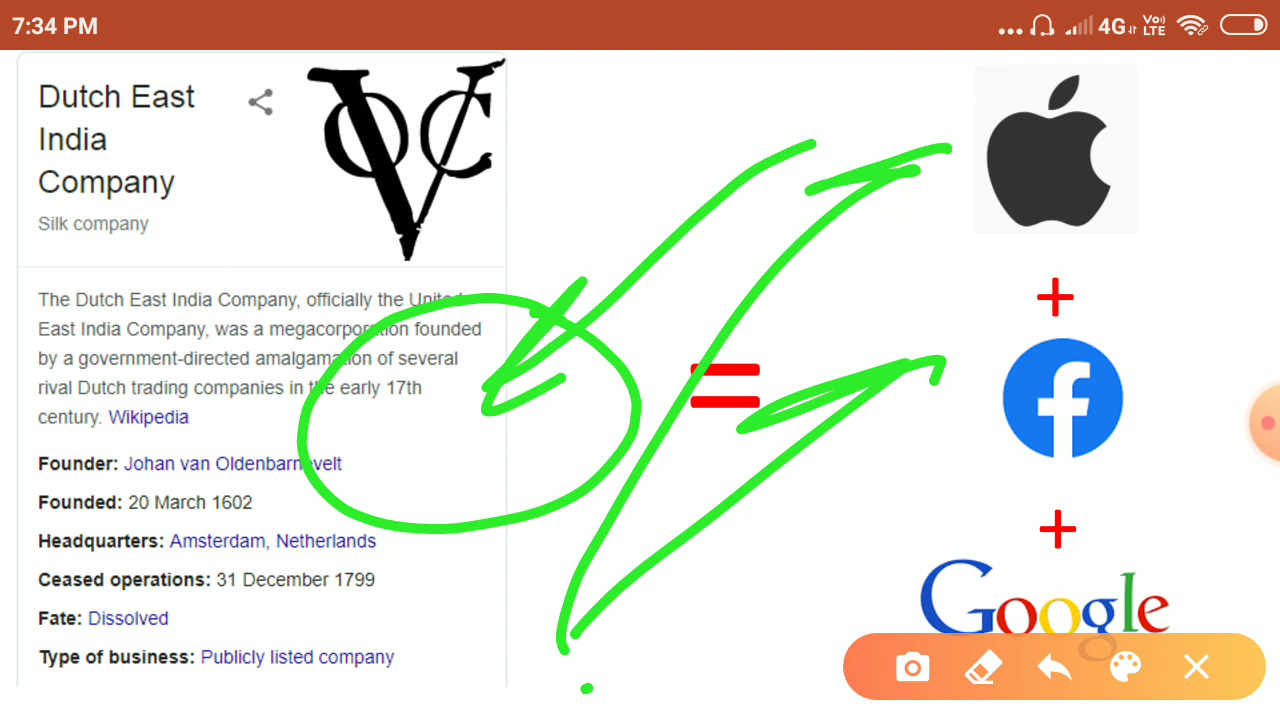 7:34 PM
4G
Vo))
LTE
Dutch East
India
Company
Silk company
VOC
The Dutch East India Company, officially the United
East India Company, was a megacorporation founded
by a government-directed amalgamation of several
rival Dutch trading companies in the early 17th
century. Wikipedia
Founder: Johan van Oldenbarnevelt
Founded: 20 March 1602
Headquarters: Amsterdam, Netherlands
Ceased operations: 31 December 1799
Fate: Dissolved
Type of business: Publicly listed company
=
+
f
+
Google